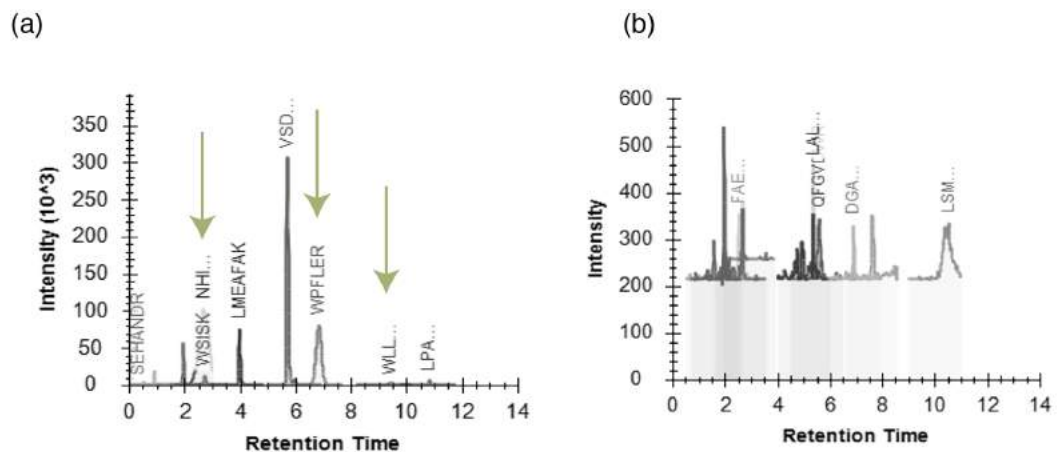 (a)
(b)
Intensity (10^3)
350
300
250
200
150
100
50
0
SEHANDR
WSISK
NHI...
LMEAFAK
VSD...
WPFLER
WLL...
LPA...
0 2 4 6 8 10 12 14
Retention Time
Intensity
600
500
400
300
200
100
0
FAE...
LAL...
DGA...
LSM...
0 2 4 6 8 10 12 14
Retention Time